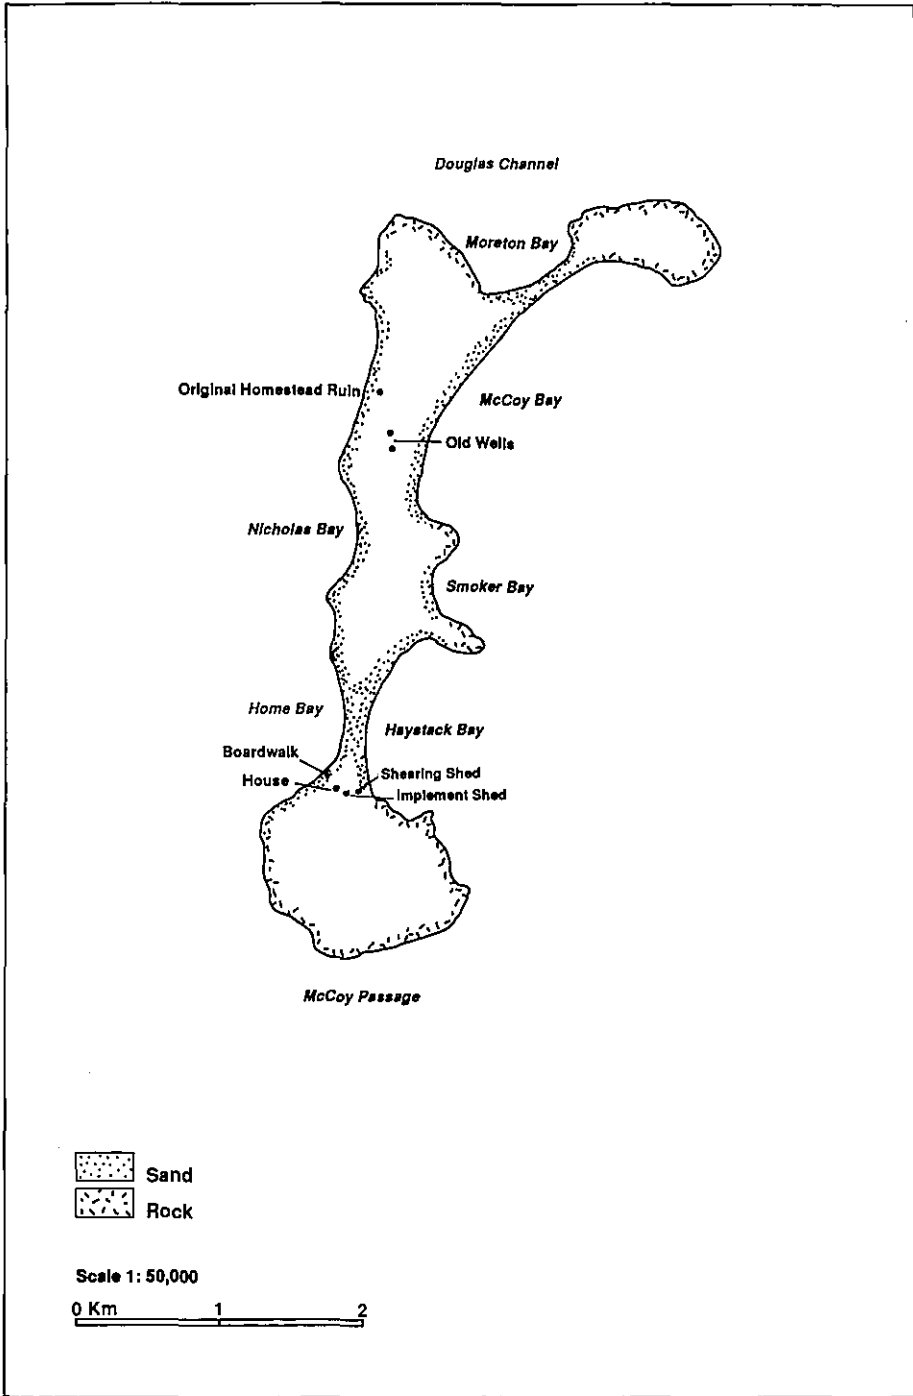 Douglas Channel
Moreton Bay
Original Homestead Ruin
McCoy Bay
Old Wells
Nicholas Bay
Smoker Bay
Home Bay
Haystack Bay
Boardwalk
Shearing Shed
House
Implement Shed
McCoy Passage
Sand
Rock
Scale 1: 50,000
0 Km 1 2